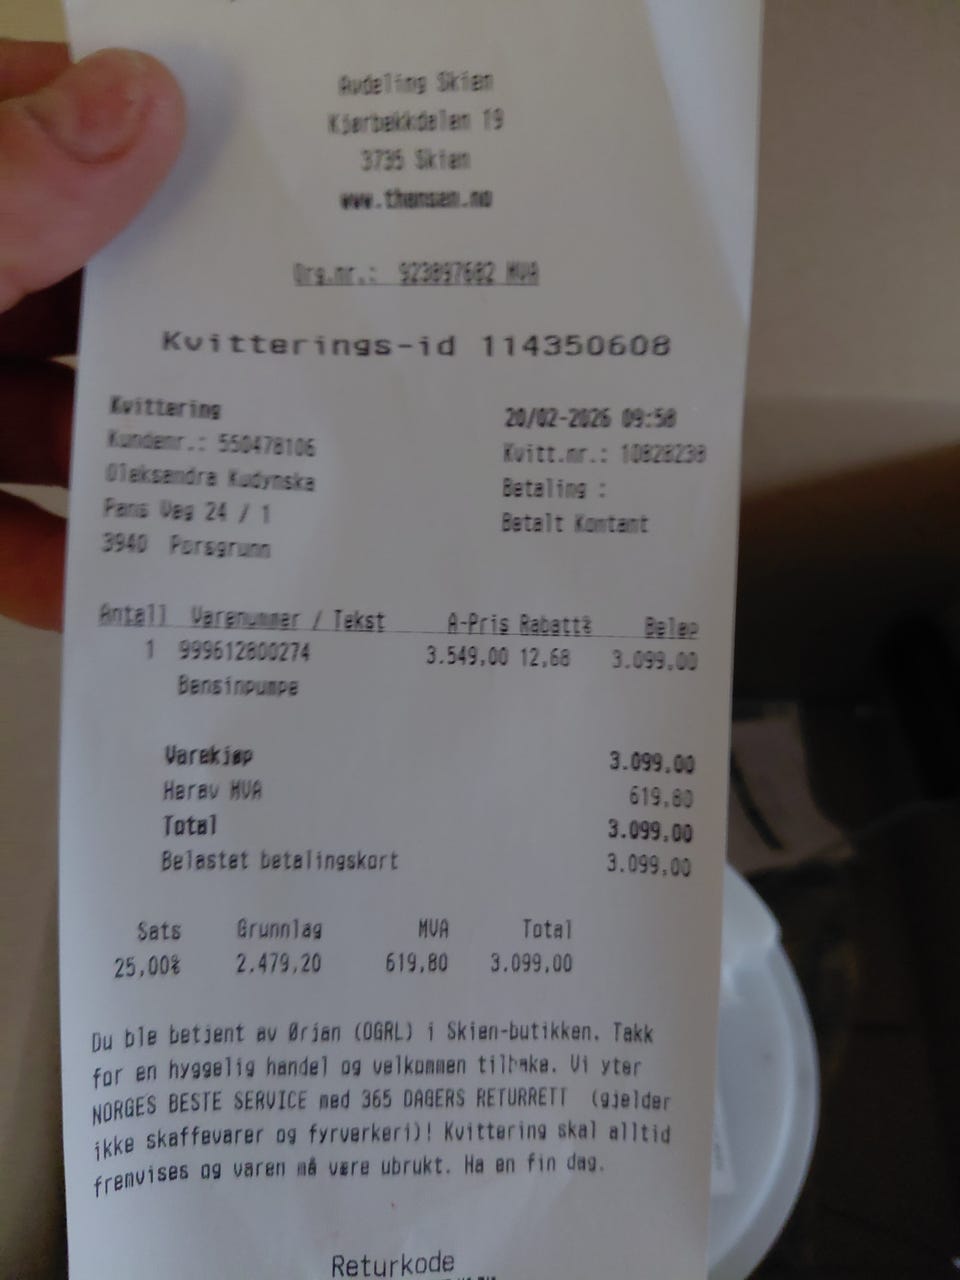 Avdeling Skien
Kjørbekkdalen 19
3735 Skien
www.thansen.no
Org.nr.: 923897682 MVA
Kvitterings-id 114350608
Kvittering
Kundenr.: 550478106
Oleksandra Kudynska
Pans Veg 24 / 1
3940 Porsgrunn
20/02-2026 09:58
Kvitt.nr.: 10828238
Betaling :
Betalt Kontant
Antall Varenummer / Tekst A-Pris Rabatt% Beløp
1 999612800274 3.549,00 12,68 3.099,00
Bensinpumpe
Varekjøp 3.099,00
Herav MVA 619,80
Total 3.099,00
Belastet betalingskort 3.099,00
Sats Grunnlag MVA Total
25,00% 2.479,20 619,80 3.099,00
Du ble betjent av Ørjan (OGRL) i Skien-butikken. Takk
for en hyggelig handel og velkommen tilbake. Vi yter
NORGES BESTE SERVICE med 365 DAGERS RETURRETT (gjelder
ikke skaffevarer og fyrverkeri)! Kvittering skal alltid
fremvises og varen må være ubrukt. Ha en fin dag.
Returkode